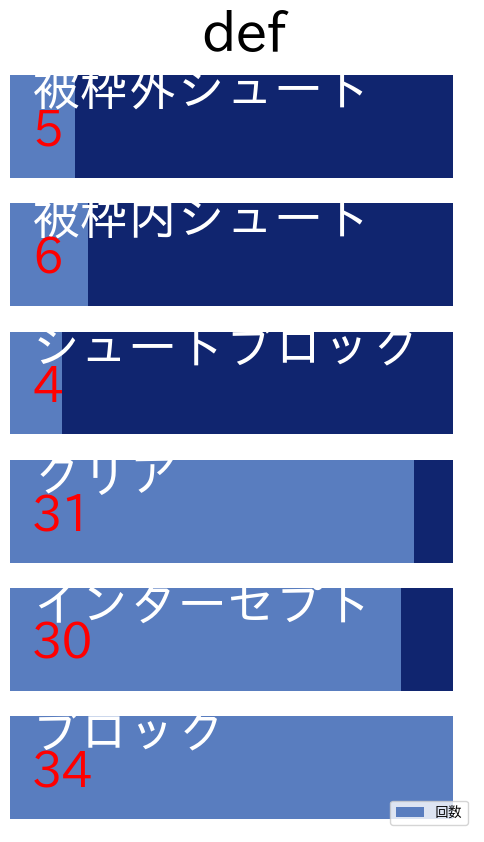 def
被枠外シュート
5
被枠内シュート
6
シュートブロック
4
クリア
31
インターセプト
30
ブロック
34
回数